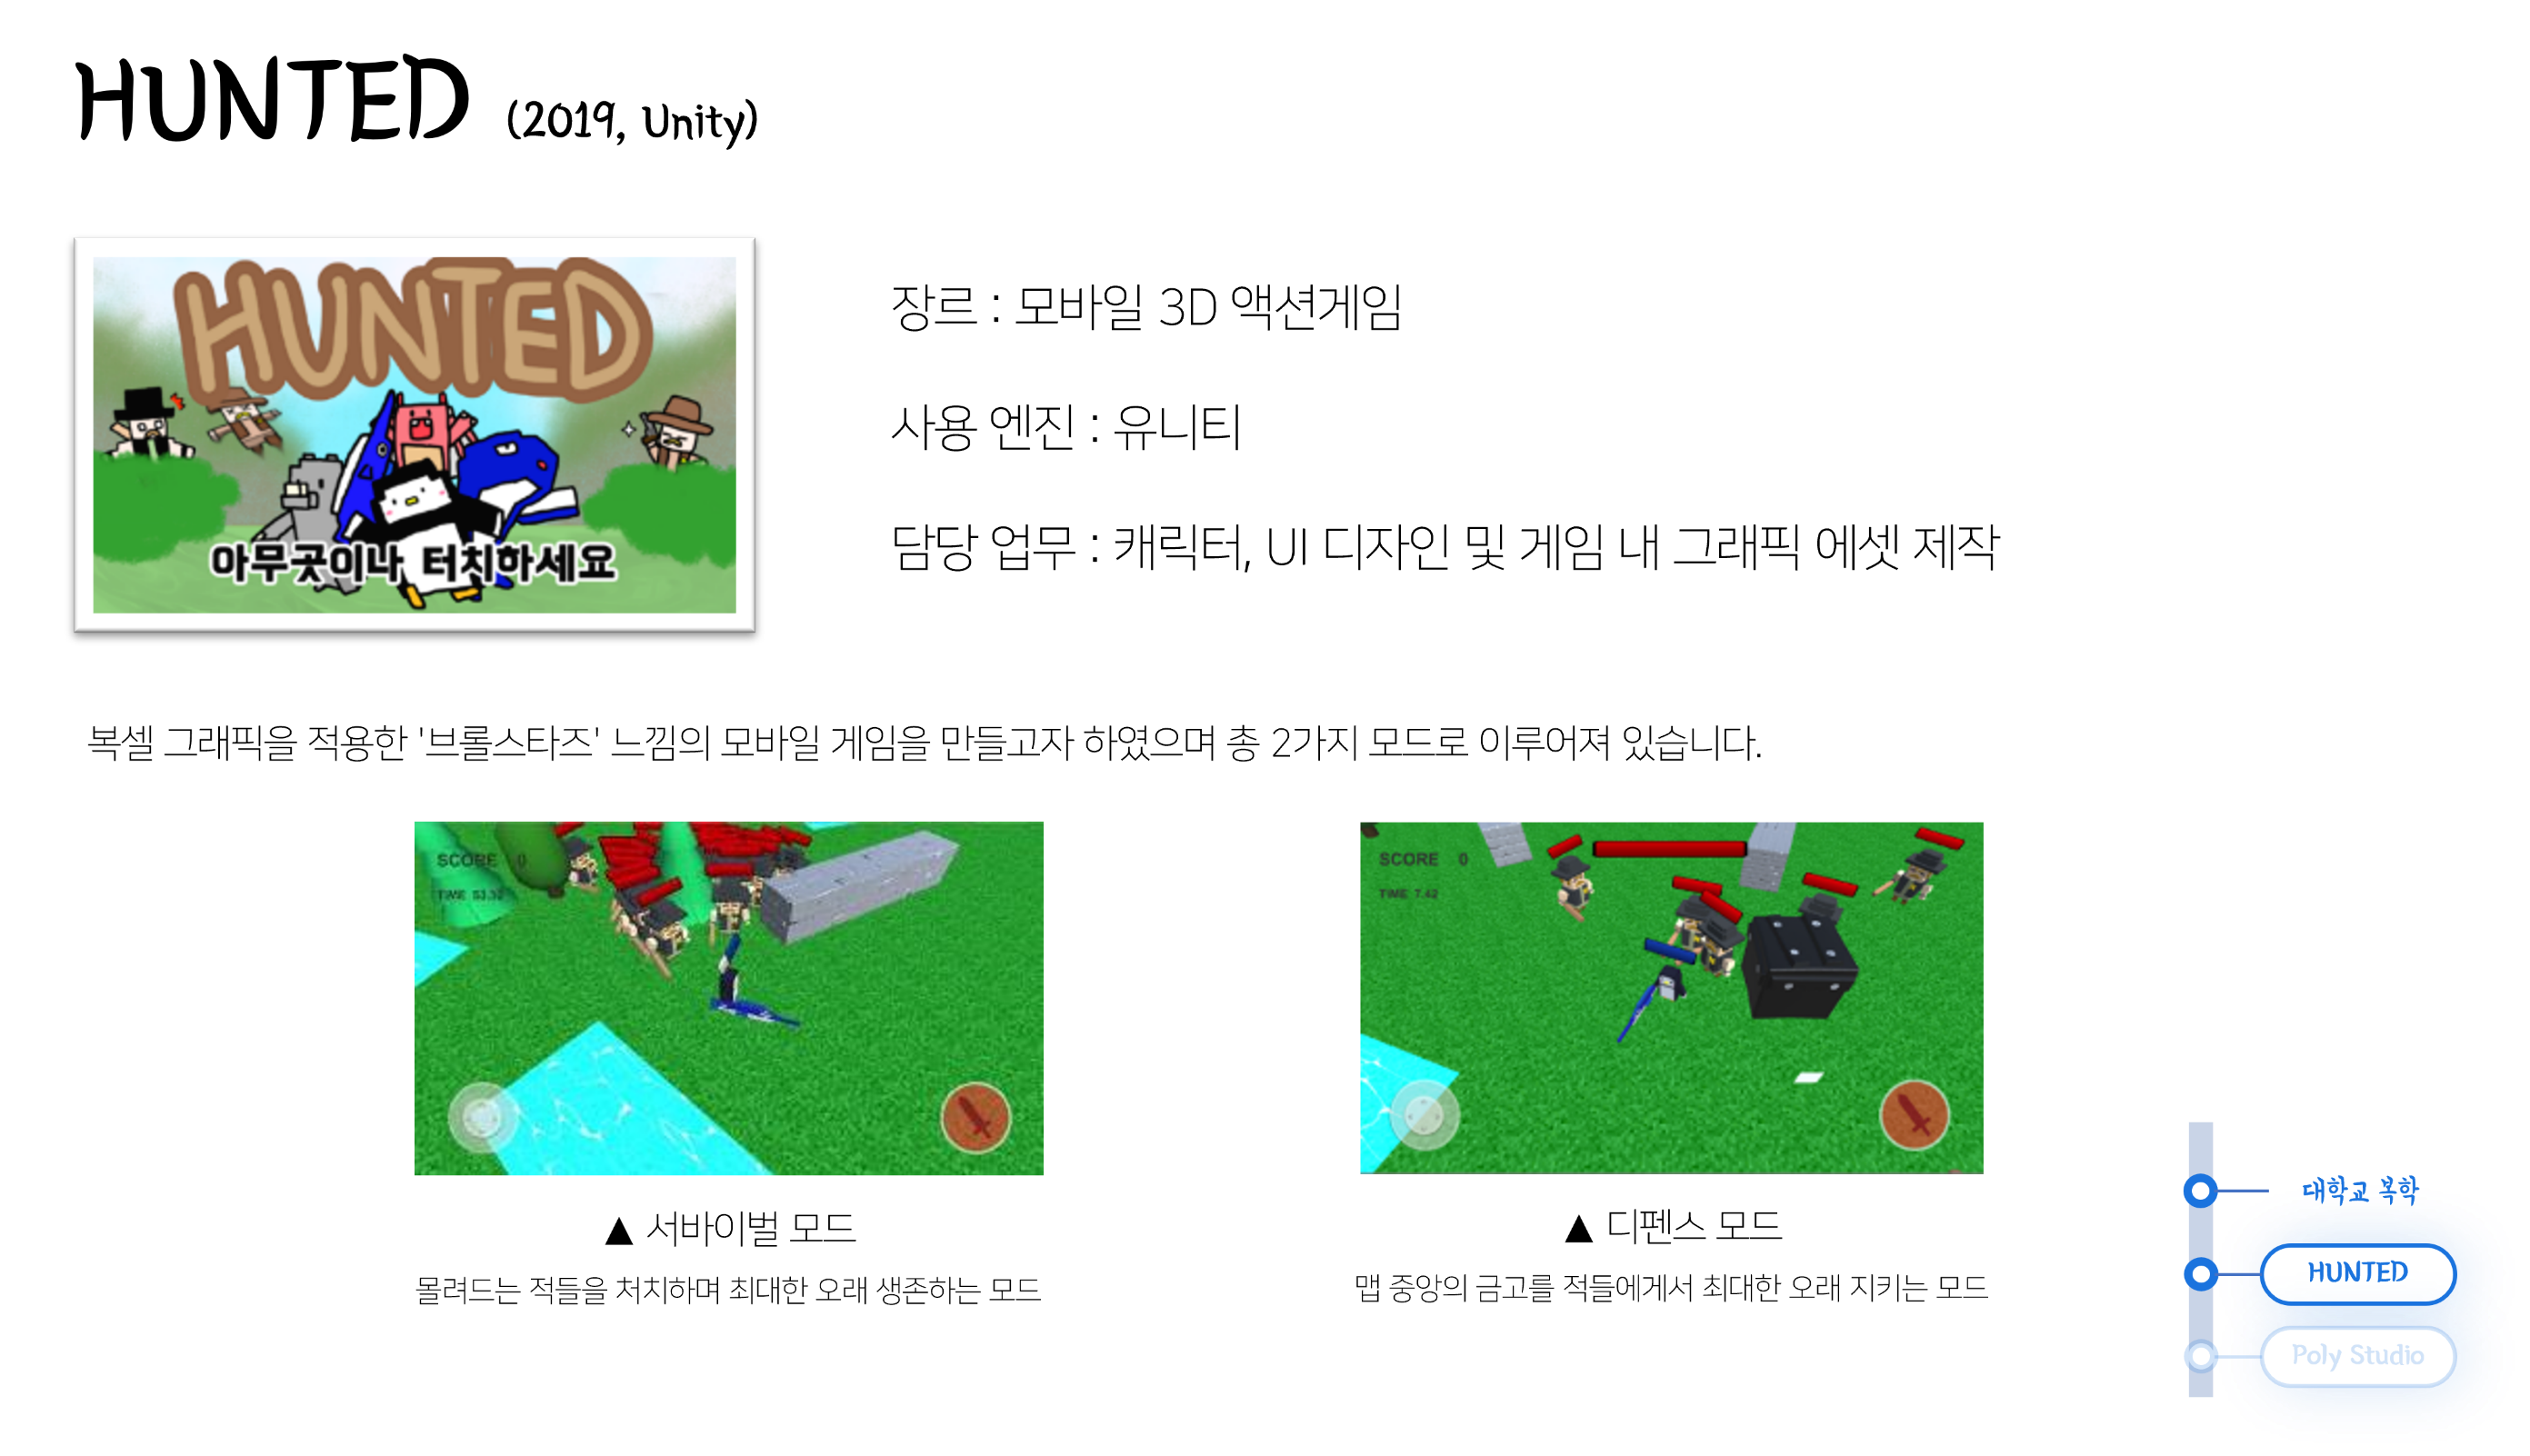 HUNTED (2019, Unity)
HUNTED
아무곳이나 터치하세요
장르 : 모바일 3D 액션게임
사용 엔진 : 유니티
담당 업무 : 캐릭터, UI 디자인 및 게임 내 그래픽 에셋 제작
복셀 그래픽을 적용한 '브롤스타즈' 느낌의 모바일 게임을 만들고자 하였으며 총 2가지 모드로 이루어져 있습니다.
SCORE 0
TIME 53.32
SCORE 0
TIME 7.42
▲ 서바이벌 모드
몰려드는 적들을 처치하며 최대한 오래 생존하는 모드
▲ 디펜스 모드
맵 중앙의 금고를 적들에게서 최대한 오래 지키는 모드
대학교 복학
HUNTED
Poly Studio